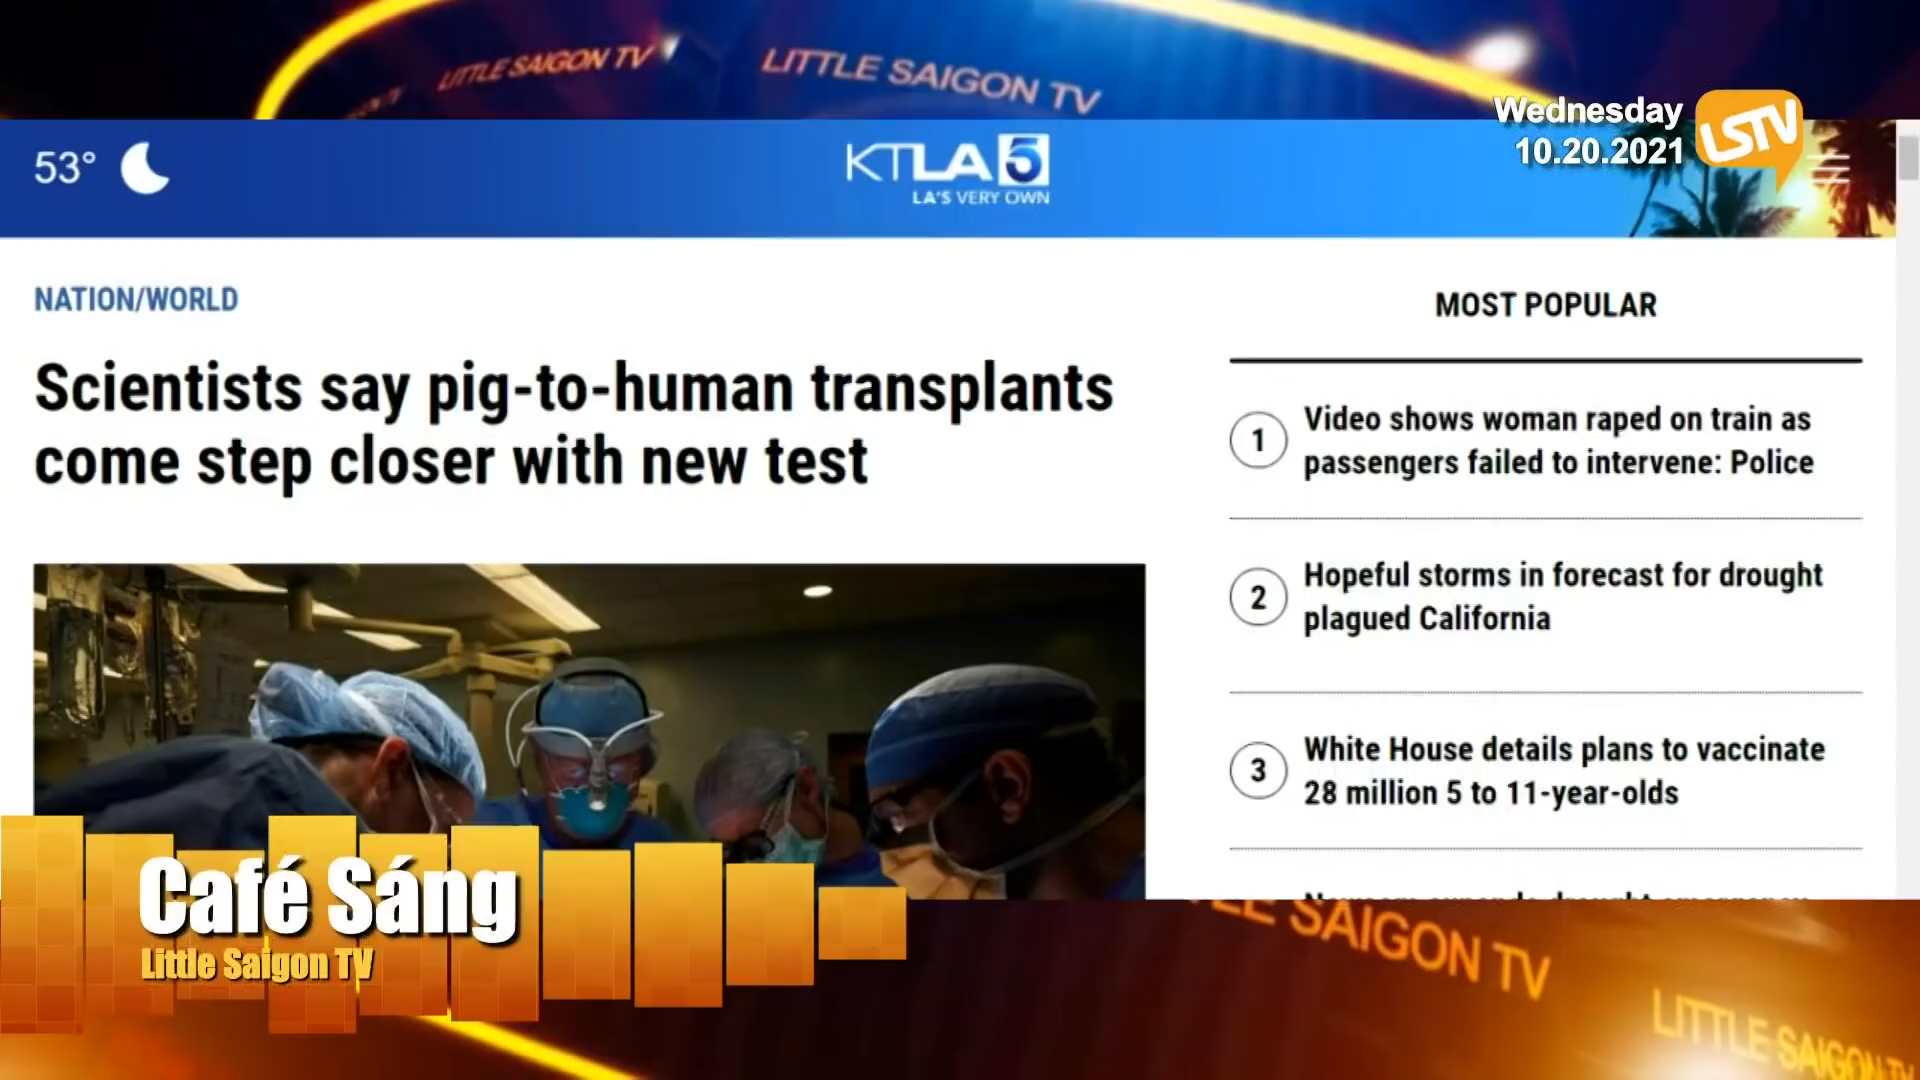 LITTLE SAIGON TV
LITTLE SAIGON TV
Wednesday
10.20.2021
LSTV
53°
KTLA 5
LA'S VERY OWN
NATION/WORLD
Scientists say pig-to-human transplants
come step closer with new test
MOST POPULAR
1
Video shows woman raped on train as
passengers failed to intervene: Police
2
Hopeful storms in forecast for drought
plagued California
3
White House details plans to vaccinate
28 million 5 to 11-year-olds
Café Sáng
Little Saigon TV
SAIGON TV
LITTLE SAIGON TV